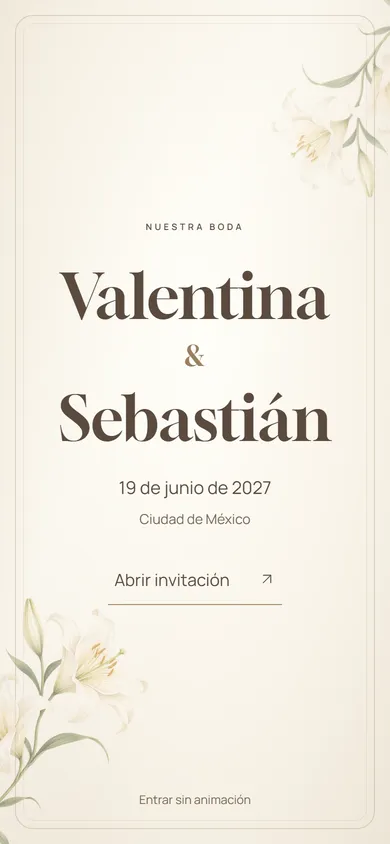 NUESTRA BODA
Valentina
&
Sebastián
19 de junio de 2027
Ciudad de México
Abrir invitación
Entrar sin animación